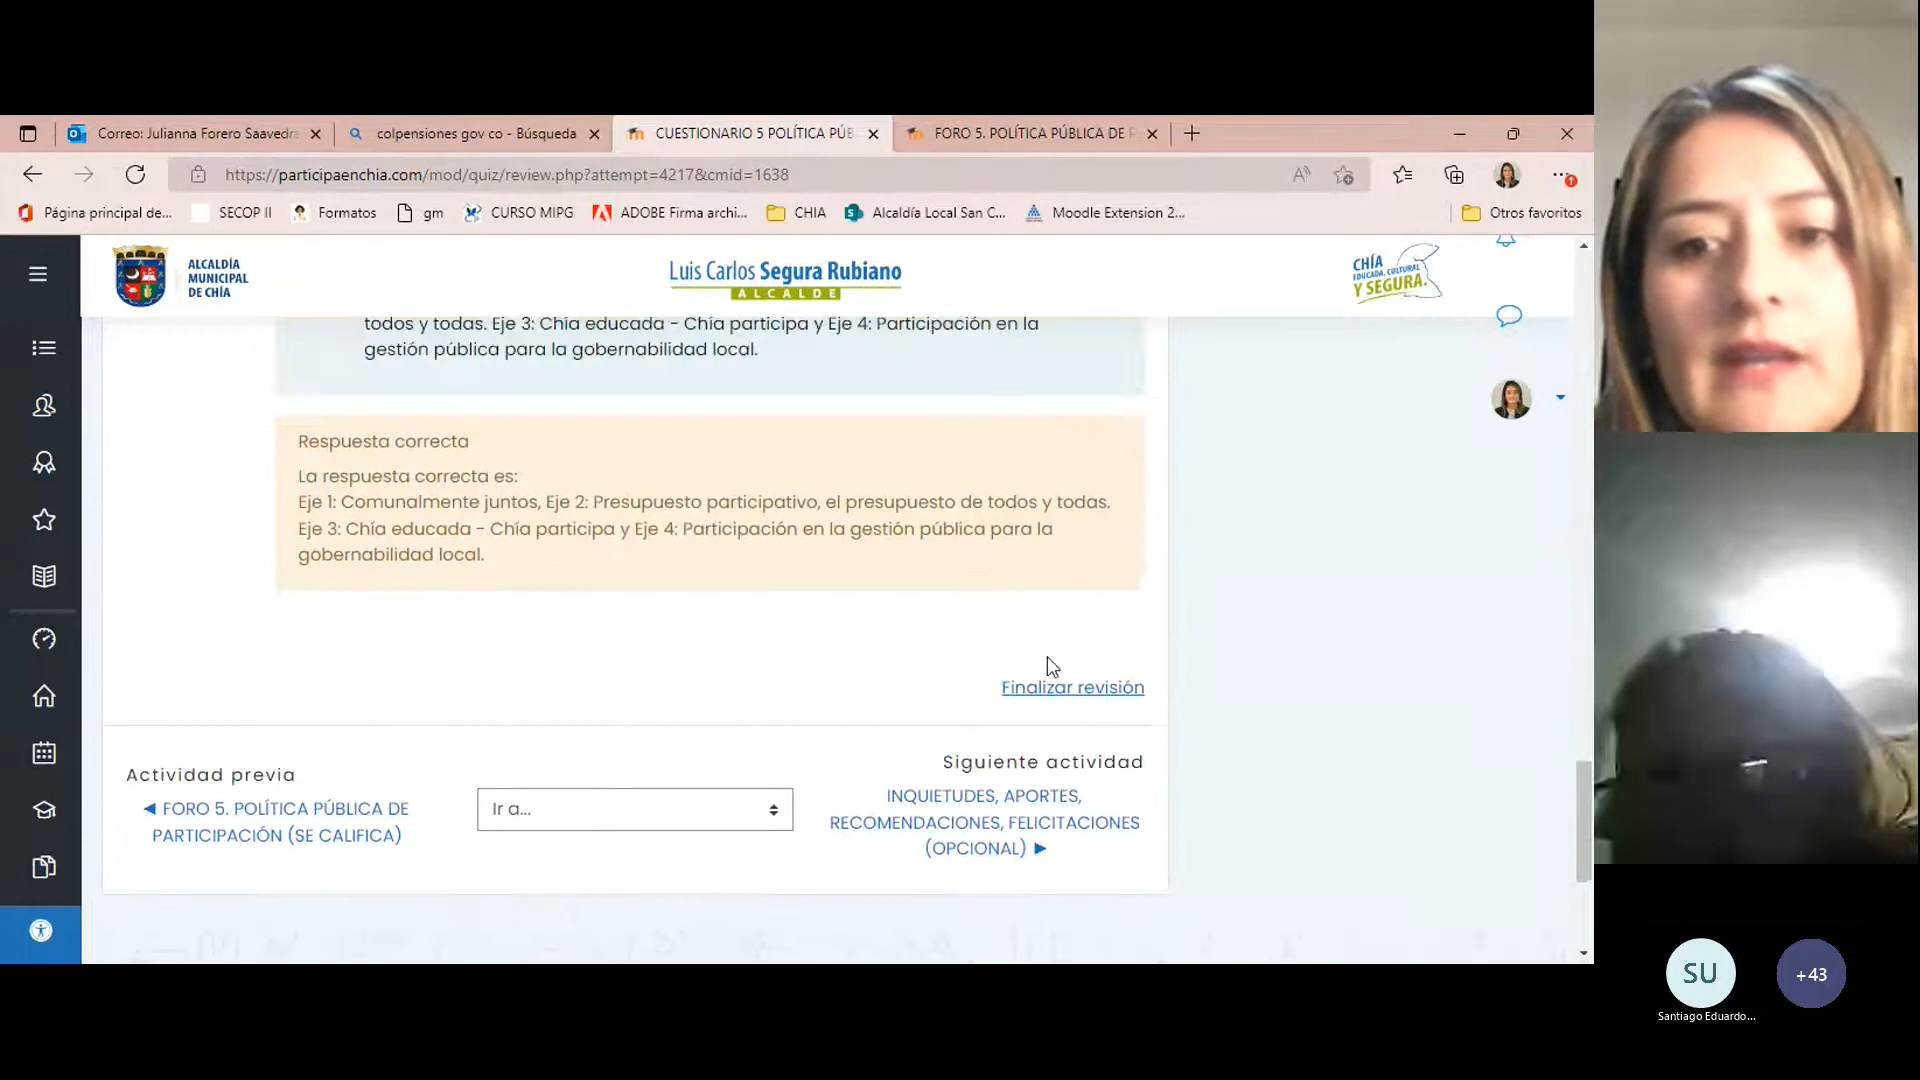 Correo: Julianna Forero Saavedra
colpensiones gov co - Búsqueda
CUESTIONARIO 5 POLÍTICA PÚB
FORO 5. POLÍTICA PÚBLICA DE P
https://participaenchia.com/mod/quiz/review.php?attempt=4217&cmid=1638
Página principal de...
SECOP II
Formatos
gm
CURSO MIPG
ADOBE Firma archi...
CHIA
Alcaldía Local San C...
Moodle Extension 2...
Otros favoritos
ALCALDÍA
MUNICIPAL
DE CHÍA
Luis Carlos Segura Rubiano
ALCALDE
CHÍA
EDUCADA, CULTURAL
Y SEGURA.
todos y todas. Eje 3: Chía educada - Chía participa y Eje 4: Participación en la
gestión pública para la gobernabilidad local.
Respuesta correcta
La respuesta correcta es:
Eje 1: Comunalmente juntos, Eje 2: Presupuesto participativo, el presupuesto de todos y todas.
Eje 3: Chía educada - Chía participa y Eje 4: Participación en la gestión pública para la
gobernabilidad local.
Finalizar revisión
Actividad previa
◄ FORO 5. POLÍTICA PÚBLICA DE
PARTICIPACIÓN (SE CALIFICA)
Ir a...
Siguiente actividad
INQUIETUDES, APORTES,
RECOMENDACIONES, FELICITACIONES
(OPCIONAL) ►
SU
+43
Santiago Eduardo...